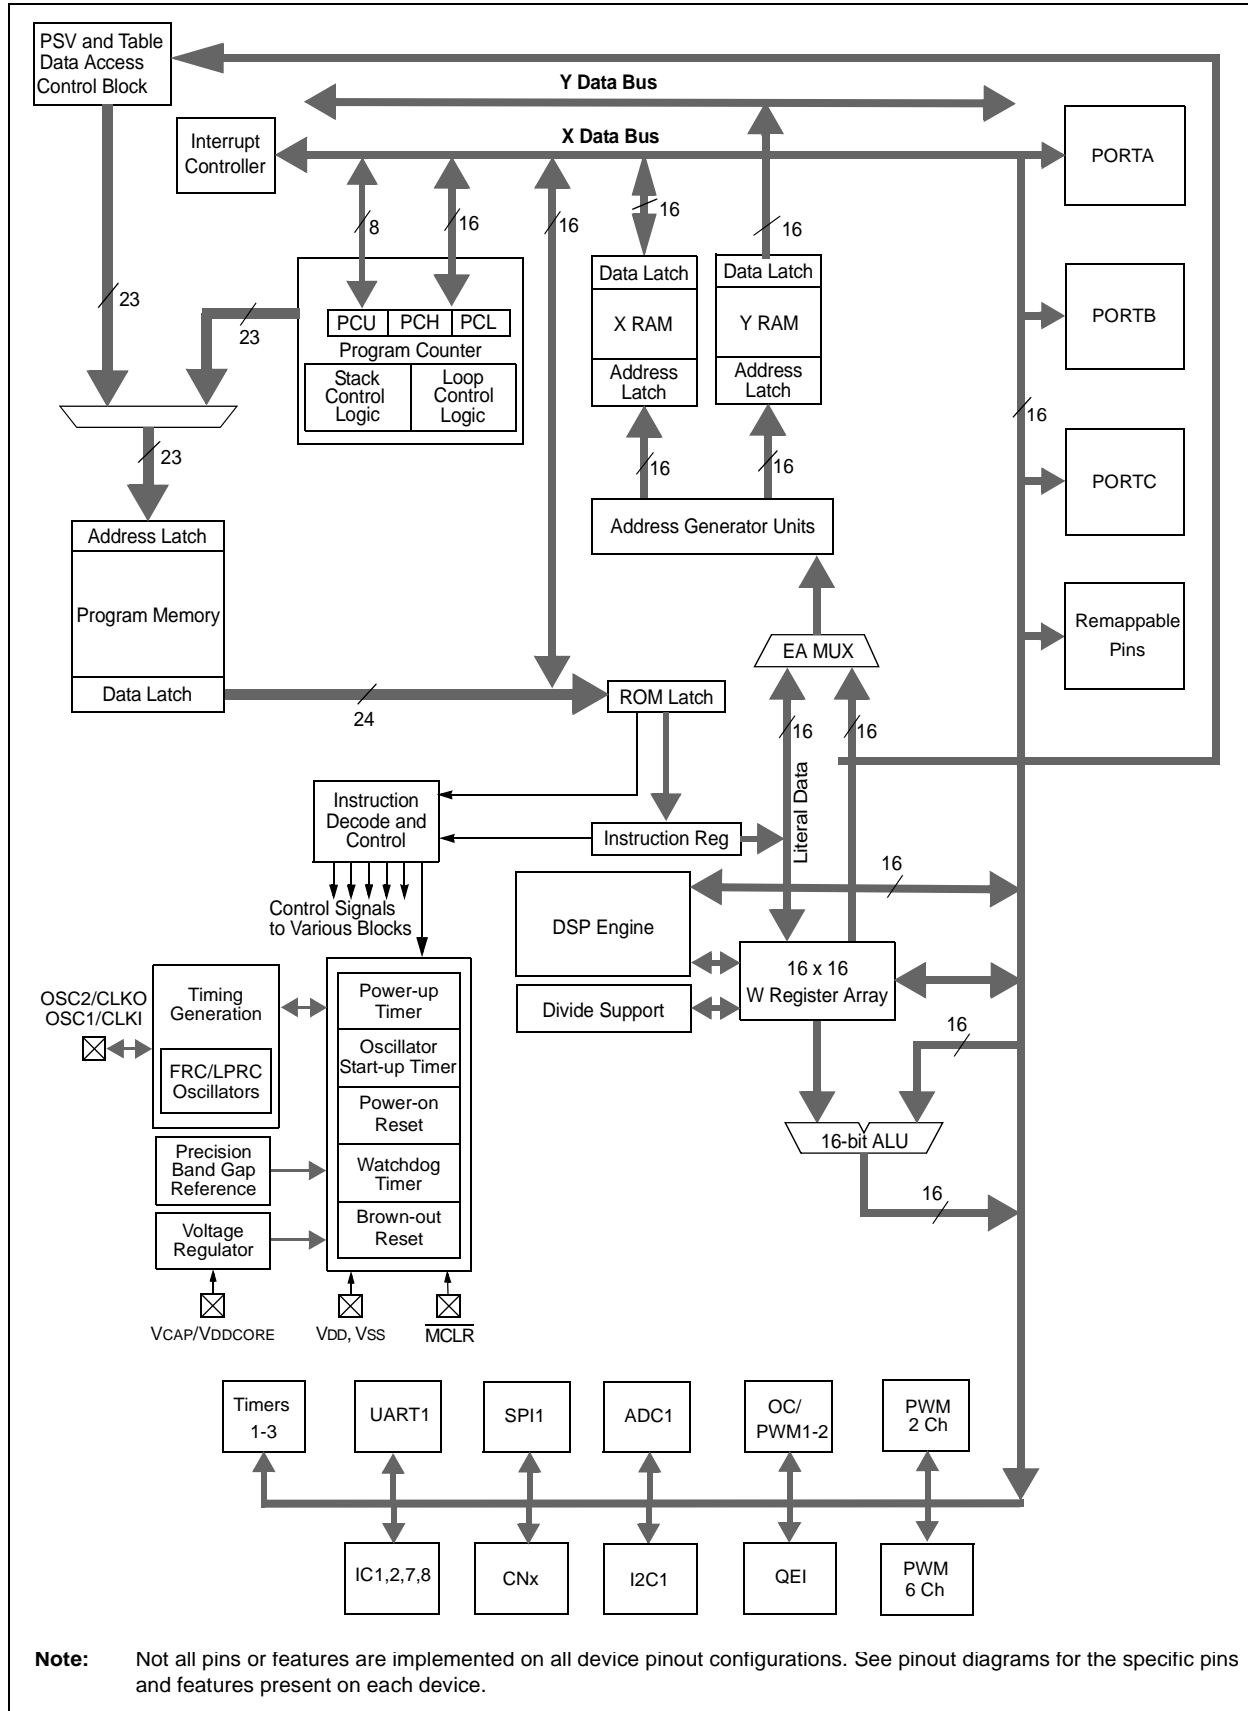 PSV and Table
Data Access
Control Block
Y Data Bus
Interrupt
Controller
X Data Bus
PORTA
8
16
16
16
16
23
23
Data Latch
X RAM
Address
Latch
Data Latch
Y RAM
Address
Latch
PCU PCH PCL
Program Counter
Stack
Control
Logic
Loop
Control
Logic
PORTB
16
23
16
16
PORTC
Address Generator Units
Address Latch
Program Memory
Data Latch
24
EA MUX
Remappable
Pins
ROM Latch
16
16
Literal Data
Instruction
Decode and
Control
Instruction Reg
Control Signals
to Various Blocks
16
DSP Engine
16 x 16
W Register Array
Divide Support
OSC2/CLKO
OSC1/CLKI
Timing
Generation
FRC/LPRC
Oscillators
Power-up
Timer
Oscillator
Start-up Timer
Power-on
Reset
Watchdog
Timer
Brown-out
Reset
16
16-bit ALU
16
Precision
Band Gap
Reference
Voltage
Regulator
VCAP/VDDCORE
VDD, VSS
MCLR
Timers
1-3
UART1
SPI1
ADC1
OC/
PWM1-2
PWM
2 Ch
IC1,2,7,8
CNx
I2C1
QEI
PWM
6 Ch
Note: Not all pins or features are implemented on all device pinout configurations. See pinout diagrams for the specific pins
and features present on each device.